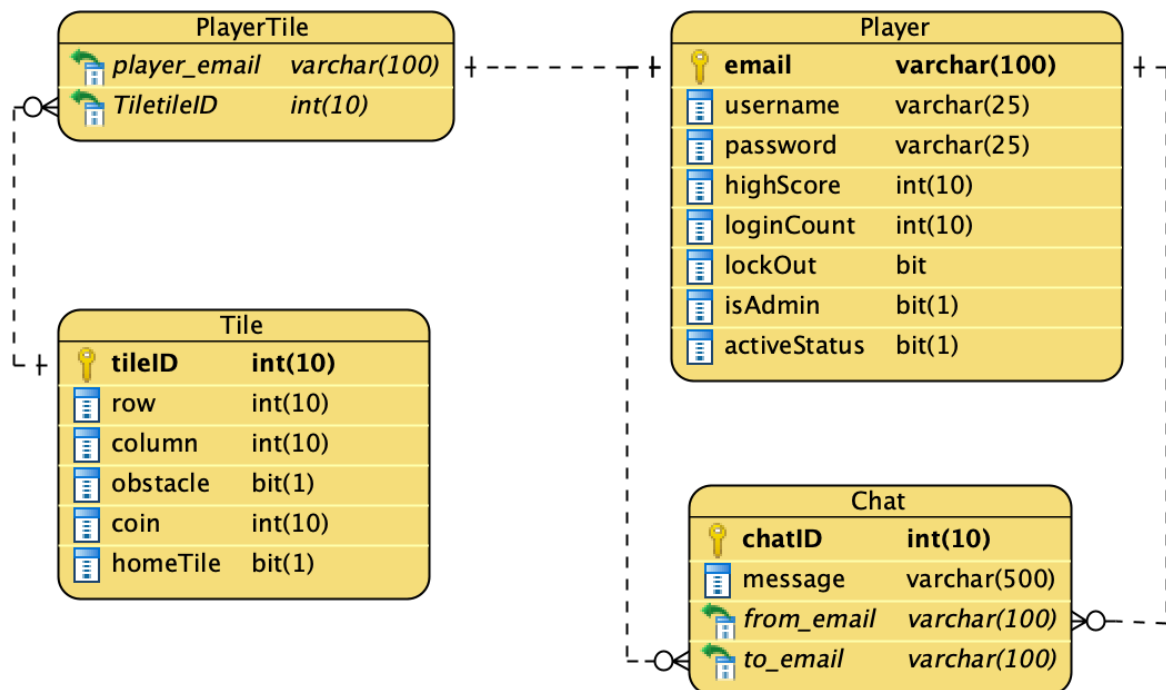 PlayerTile
player_email varchar(100)
TiletileID int(10)
Player
email varchar(100)
username varchar(25)
password varchar(25)
highScore int(10)
loginCount int(10)
lockOut bit
isAdmin bit(1)
activeStatus bit(1)
Tile
tileID int(10)
row int(10)
column int(10)
obstacle bit(1)
coin int(10)
homeTile bit(1)
Chat
chatID int(10)
message varchar(500)
from_email varchar(100)
to_email varchar(100)